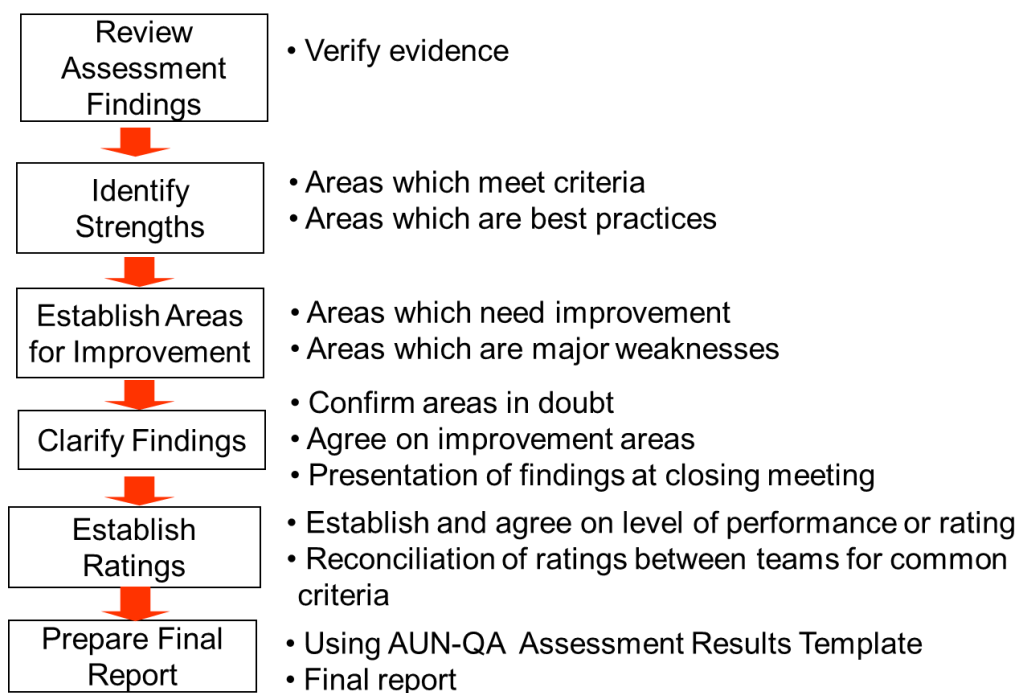 Review
Assessment
Findings
• Verify evidence
Identify
Strengths
• Areas which meet criteria
• Areas which are best practices
Establish Areas
for Improvement
• Areas which need improvement
• Areas which are major weaknesses
Clarify Findings
• Confirm areas in doubt
• Agree on improvement areas
• Presentation of findings at closing meeting
Establish
Ratings
• Establish and agree on level of performance or rating
• Reconciliation of ratings between teams for common
criteria
Prepare Final
Report
• Using AUN-QA Assessment Results Template
• Final report